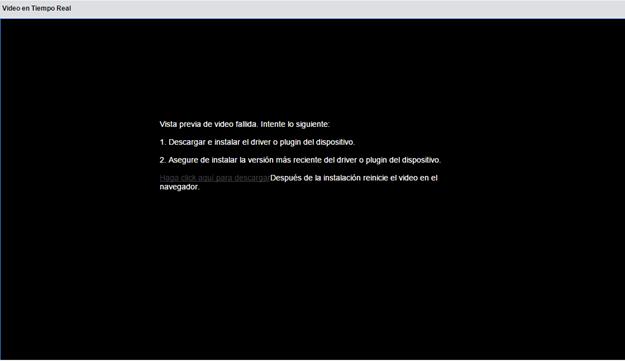 Video en Tiempo Real
Vista previa de video fallida. Intente lo siguiente:
1. Descargar e instalar el driver o plugin del dispositivo.
2. Asegure de instalar la versión más reciente del driver o plugin del dispositivo.
Haga click aquí para descargarDespués de la instalación reinicie el video en el
navegador.